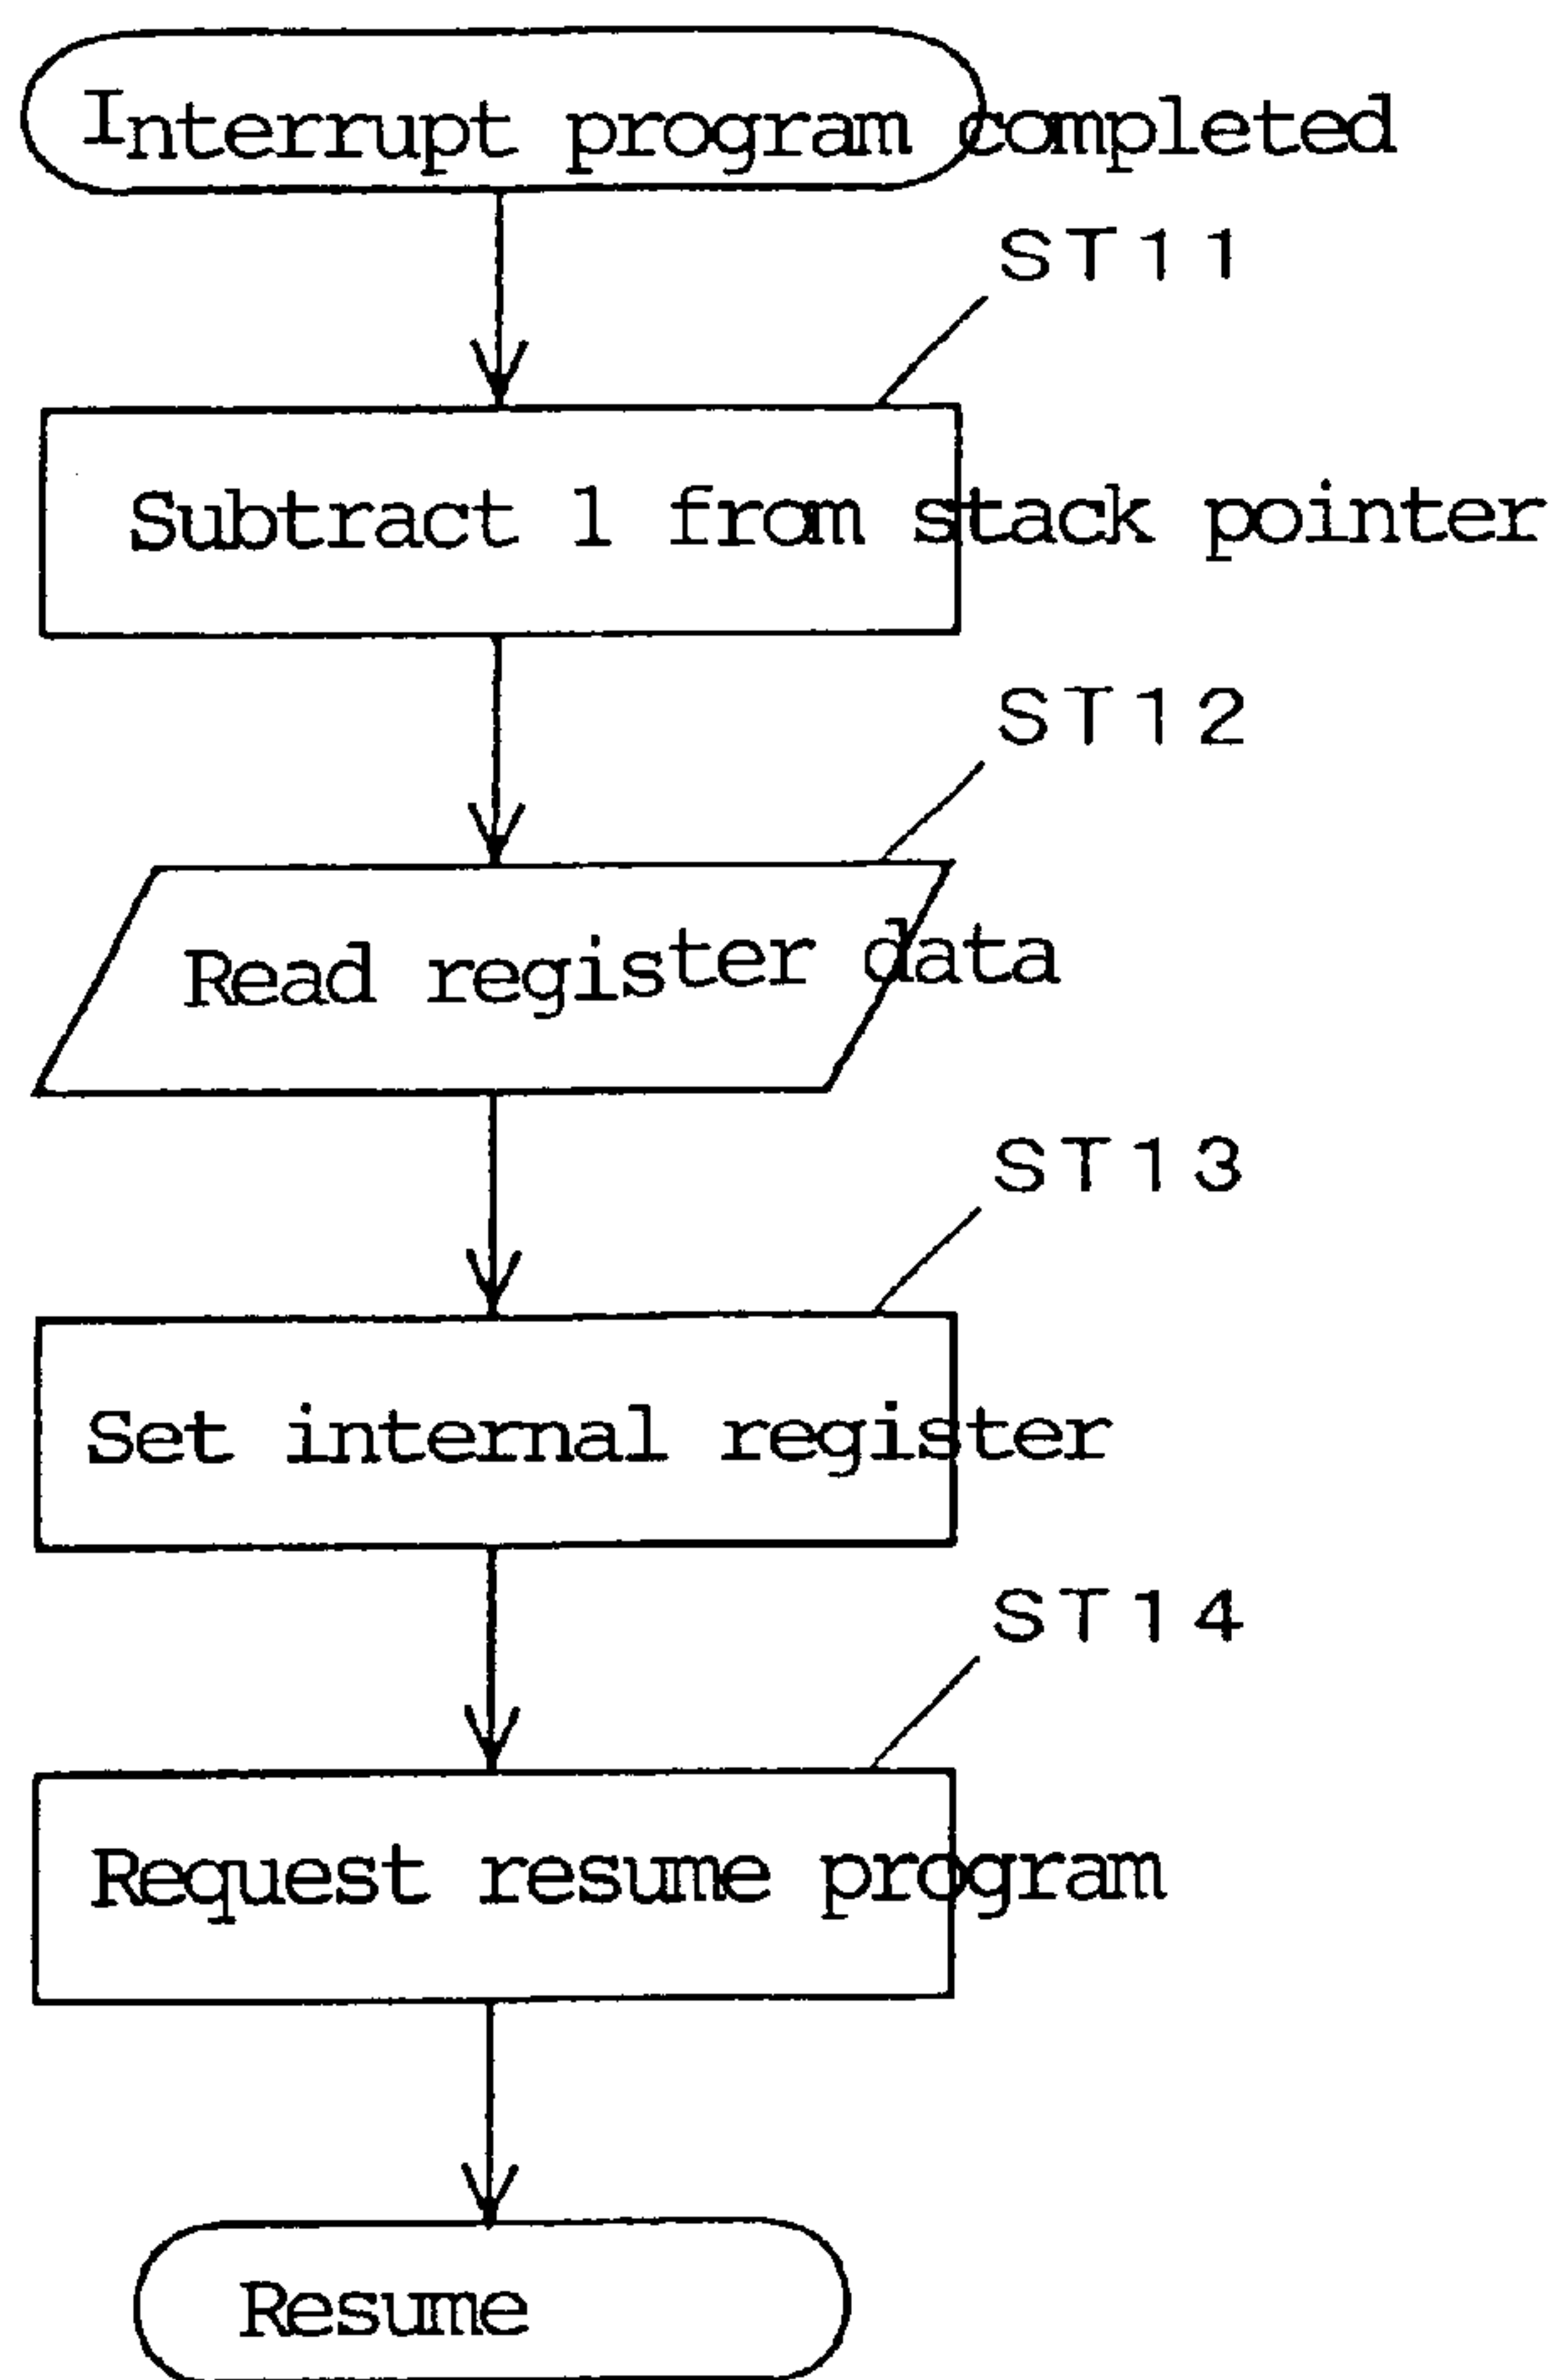 Interrupt program completed
ST11
Subtract 1 from stack pointer
ST12
Read register data
ST13
Set internal register
ST14
Request resume program
Resume